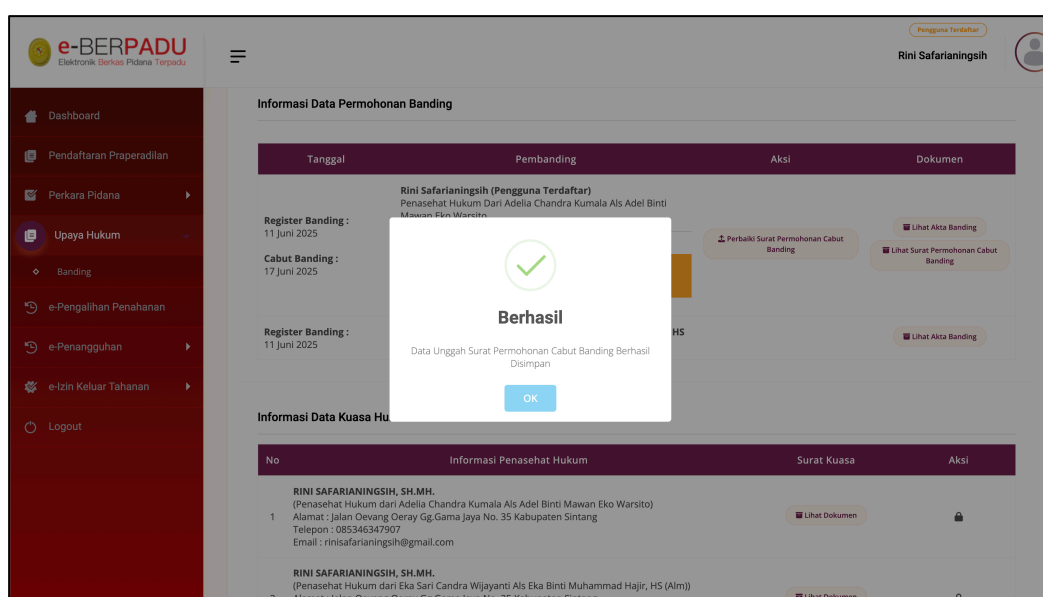 e-BERPADU
Elektronik Berkas Pidana Terpadu
Pengguna Terdaftar
Rini Safarianingsih
Dashboard
Pendaftaran Praperadilan
Perkara Pidana
Upaya Hukum
Banding
e-Pengalihan Penahanan
e-Penangguhan
e-Izin Keluar Tahanan
Logout
Informasi Data Permohonan Banding
Tanggal Pembanding Aksi Dokumen
Register Banding :
11 Juni 2025
Cabut Banding :
17 Juni 2025
Rini Safarianingsih (Pengguna Terdaftar)
Penasehat Hukum Dari Adelia Chandra Kumala Als Adel Binti
Mawan Eko Warsito
Perbaiki Surat Permohonan Cabut
Banding
Lihat Akta Banding
Lihat Surat Permohonan Cabut
Banding
Register Banding :
11 Juni 2025
HS
Lihat Akta Banding
Berhasil
Data Unggah Surat Permohonan Cabut Banding Berhasil
Disimpan
OK
Informasi Data Kuasa Hu
No Informasi Penasehat Hukum Surat Kuasa Aksi
1
RINI SAFARIANINGSIH, SH.MH.
(Penasehat Hukum dari Adelia Chandra Kumala Als Adel Binti Mawan Eko Warsito)
Alamat : Jalan Oevang Oeray Gg.Gama Jaya No. 35 Kabupaten Sintang
Telepon : 085346347907
Email : rinisafarianingsih@gmail.com
Lihat Dokumen
RINI SAFARIANINGSIH, SH.MH.
(Penasehat Hukum dari Eka Sari Candra Wijayanti Als Eka Binti Muhammad Hajir, HS (Alm))